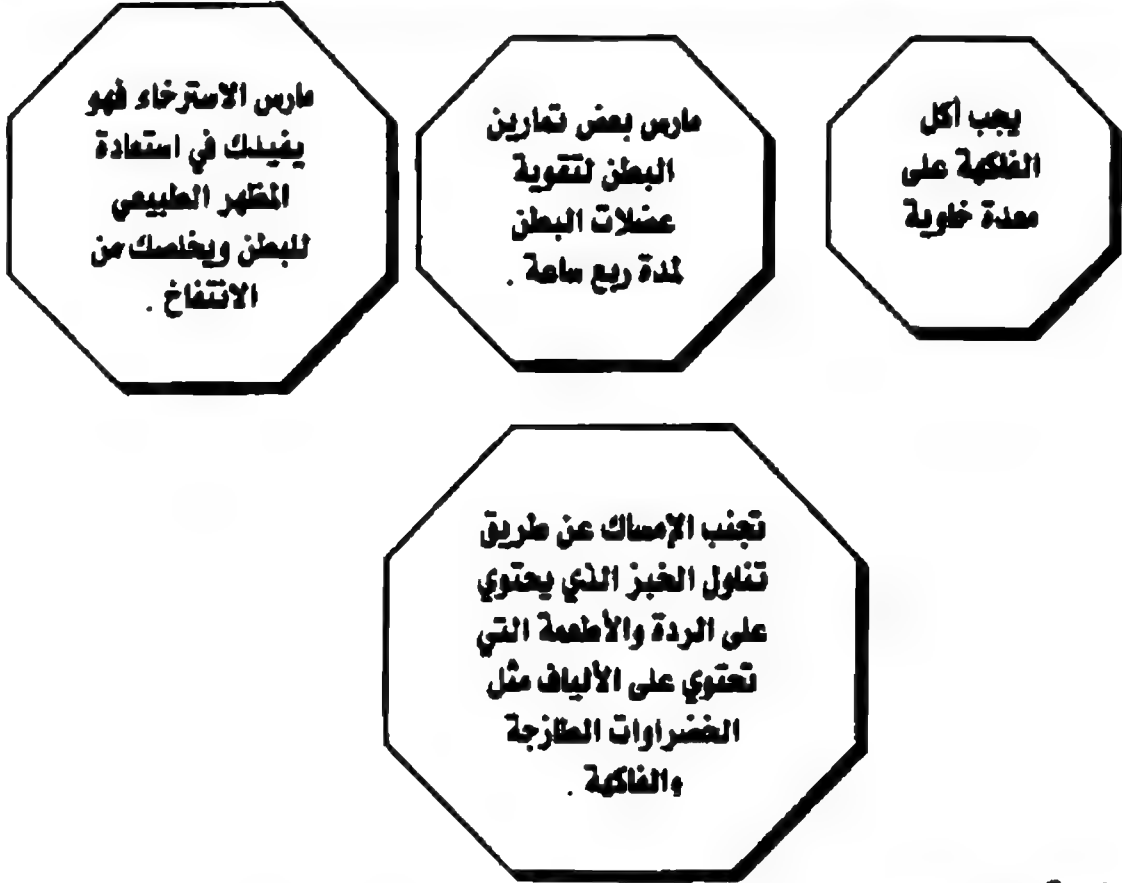 يجب أكل
الفاكهة على
معدة خاوية
مارس بعض تمارين
البطن لتقوية
عضلات البطن
لمدة ربع ساعة .
مارس الاسترخاء فهو
يفيدك في استعادة
المظهر الطبيعي
للبطن ويخلصك من
الانتفاخ .
تجنب الإمساك عن طريق
تناول الخبز الذي يحتوي
على الردة والأطعمة التي
تحتوي على الألياف مثل
الخضراوات الطازجة
والفاكهة .